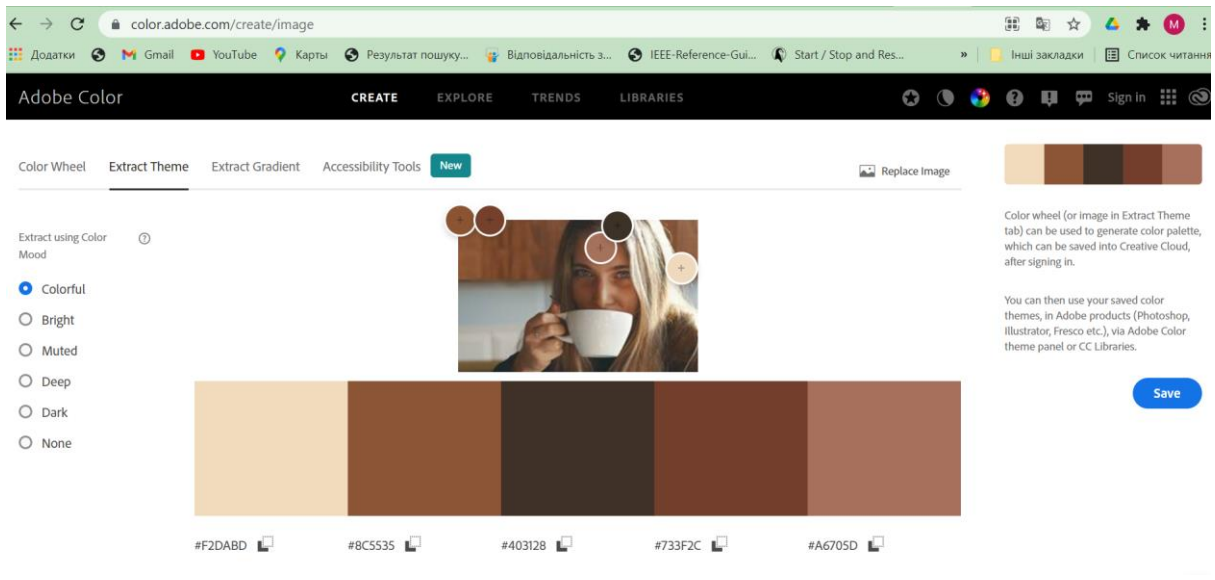 color.adobe.com/create/image
M
Додатки Gmail YouTube Карты Результат пошуку... Відповідальність з... IEEE-Reference-Gui... Start / Stop and Res... » Інші закладки Список читання
Adobe Color CREATE EXPLORE TRENDS LIBRARIES Sign in
Color Wheel Extract Theme Extract Gradient Accessibility Tools New Replace Image
Extract using Color
Mood
Colorful
Bright
Muted
Deep
Dark
None
Color wheel (or image in Extract Theme
tab) can be used to generate color palette,
which can be saved into Creative Cloud,
after signing in.
You can then use your saved color
themes, in Adobe products (Photoshop,
Illustrator, Fresco etc.), via Adobe Color
theme panel or CC Libraries.
Save
#F2DABD #8C5535 #403128 #733F2C #A6705D